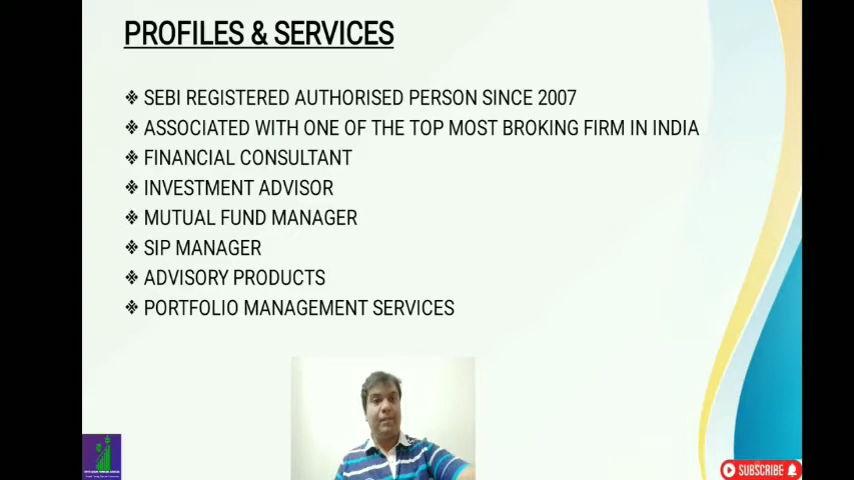 PROFILES & SERVICES
SEBI REGISTERED AUTHORISED PERSON SINCE 2007
ASSOCIATED WITH ONE OF THE TOP MOST BROKING FIRM IN INDIA
FINANCIAL CONSULTANT
INVESTMENT ADVISOR
MUTUAL FUND MANAGER
SIP MANAGER
ADVISORY PRODUCTS
PORTFOLIO MANAGEMENT SERVICES
SUBSCRIBE